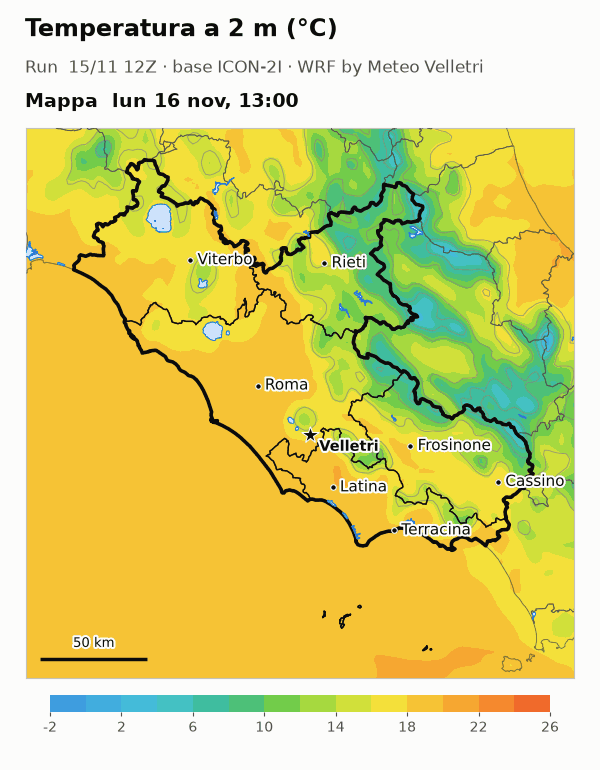 Temperatura a 2 m (°C)
Run  15/11 12Z · base ICON-2I · WRF by Meteo Velletri
Mappa  lun 16 nov, 13:00
Viterbo
Rieti
Roma
Velletri
Frosinone
Cassino
Latina
Terracina
50 km
-2 2 6 10 14 18 22 26